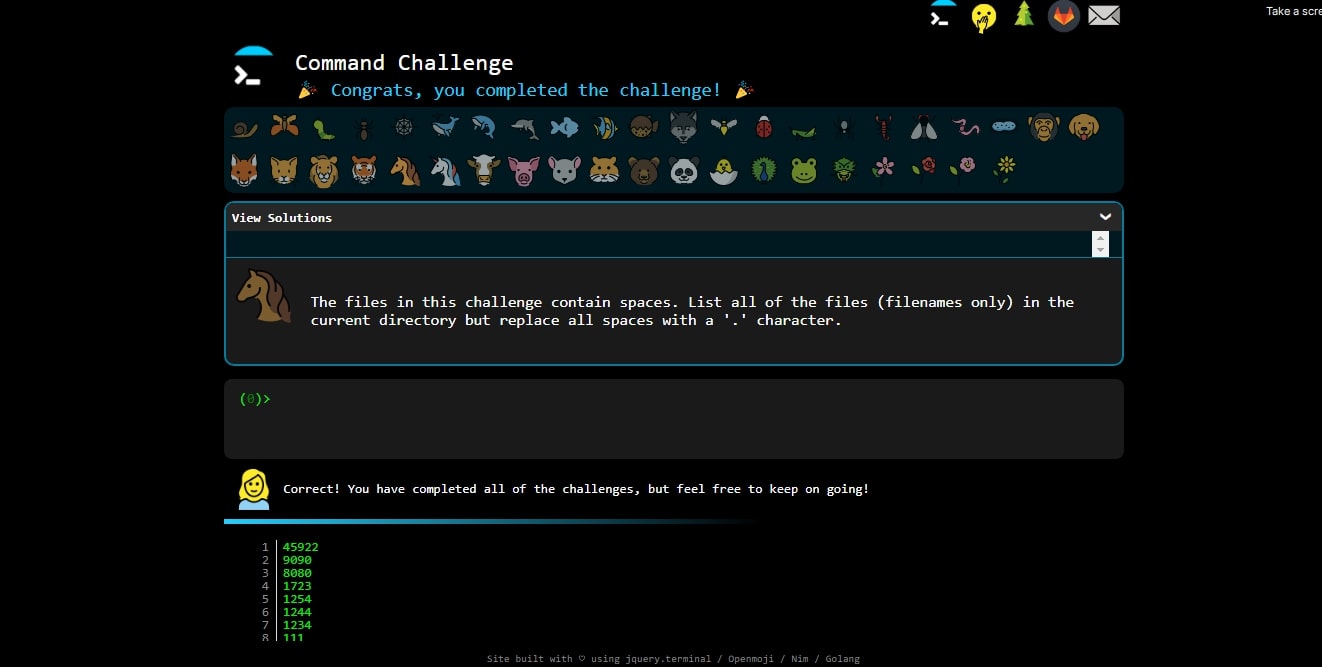 Take a scre
Command Challenge
Congrats, you completed the challenge!
View Solutions
The files in this challenge contain spaces. List all of the files (filenames only) in the
current directory but replace all spaces with a '.' character.
(0)>
Correct! You have completed all of the challenges, but feel free to keep on going!
1 45922
2 9090
3 8080
4 1723
5 1254
6 1244
7 1234
8 111
Site built with ♡ using jquery.terminal / Openmoji / Nim / Golang